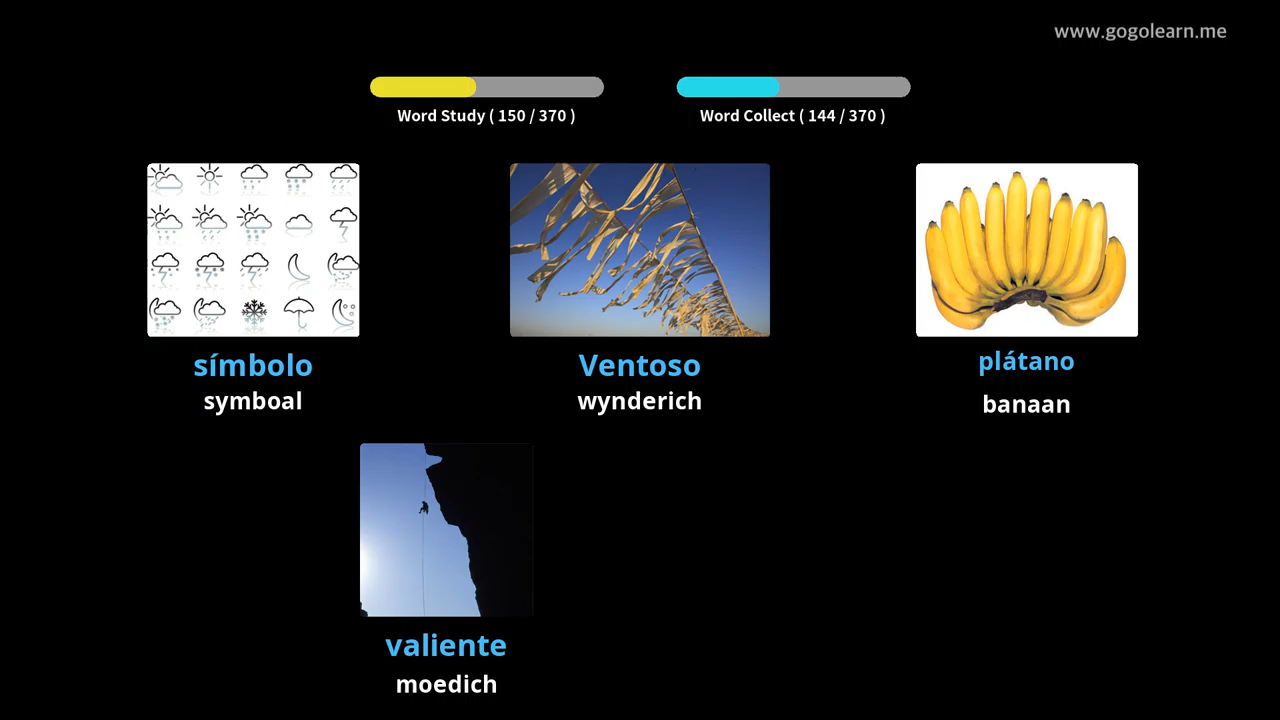 www.gogolearn.me
Word Study ( 150 / 370 )
Word Collect ( 144 / 370 )
símbolo
symboal
Ventoso
wynderich
plátano
banaan
valiente
moedich